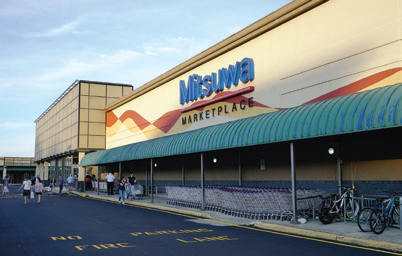 Mitsuwa
MARKETPLACE
NO PARKING
FIRE LANE